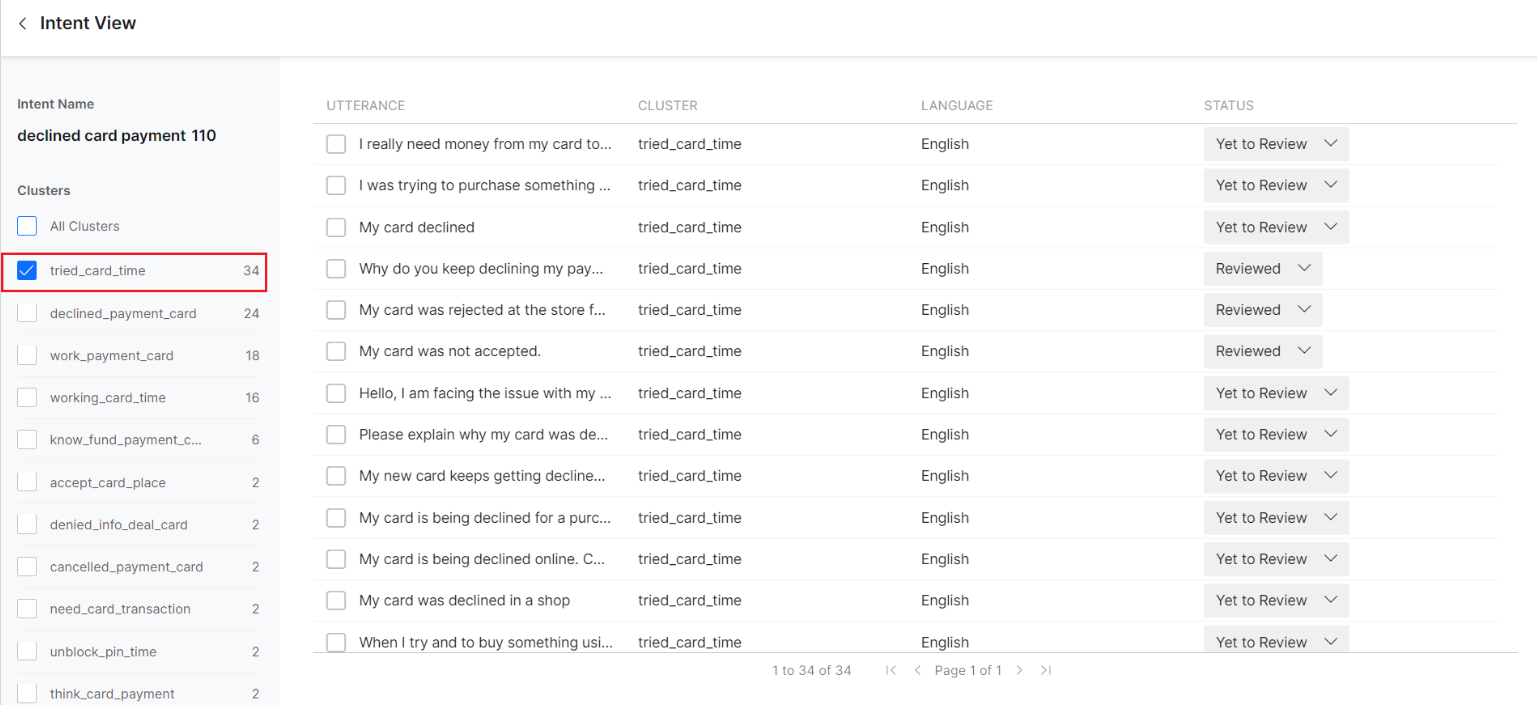 Intent View
Intent Name
declined card payment 110
Clusters
All Clusters
tried_card_time 34
declined_payment_card 24
work_payment_card 18
working_card_time 16
know_fund_payment_c... 6
accept_card_place 2
denied_info_deal_card 2
cancelled_payment_card 2
need_card_transaction 2
unblock_pin_time 2
think_card_payment 2
UTTERANCE CLUSTER LANGUAGE STATUS
I really need money from my card to... tried_card_time English Yet to Review
I was trying to purchase something ... tried_card_time English Yet to Review
My card declined tried_card_time English Yet to Review
Why do you keep declining my pay... tried_card_time English Reviewed
My card was rejected at the store f... tried_card_time English Reviewed
My card was not accepted. tried_card_time English Reviewed
Hello, I am facing the issue with my ... tried_card_time English Yet to Review
Please explain why my card was de... tried_card_time English Yet to Review
My new card keeps getting decline... tried_card_time English Yet to Review
My card is being declined for a purc... tried_card_time English Yet to Review
My card is being declined online. C... tried_card_time English Yet to Review
My card was declined in a shop tried_card_time English Yet to Review
When I try and to buy something usi... tried_card_time English Yet to Review
1 to 34 of 34 Page 1 of 1